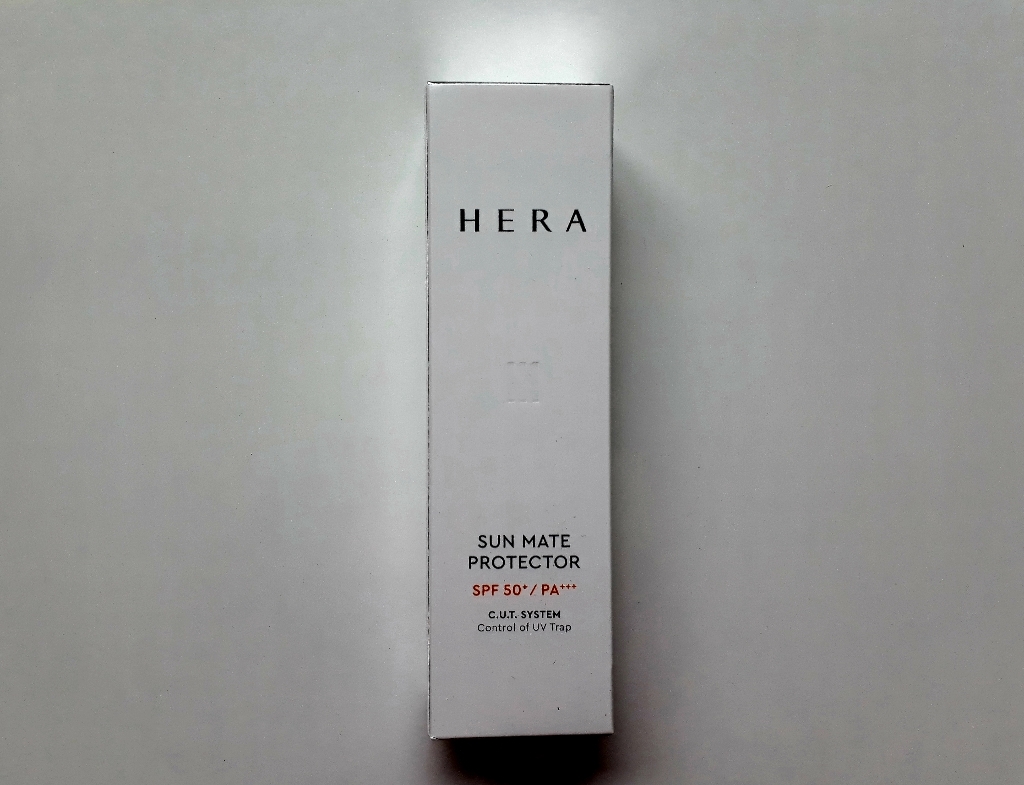 HERA
SUN MATE
PROTECTOR
SPF 50⁺/ PA⁺⁺⁺
C.U.T. SYSTEM
Control of UV Trap